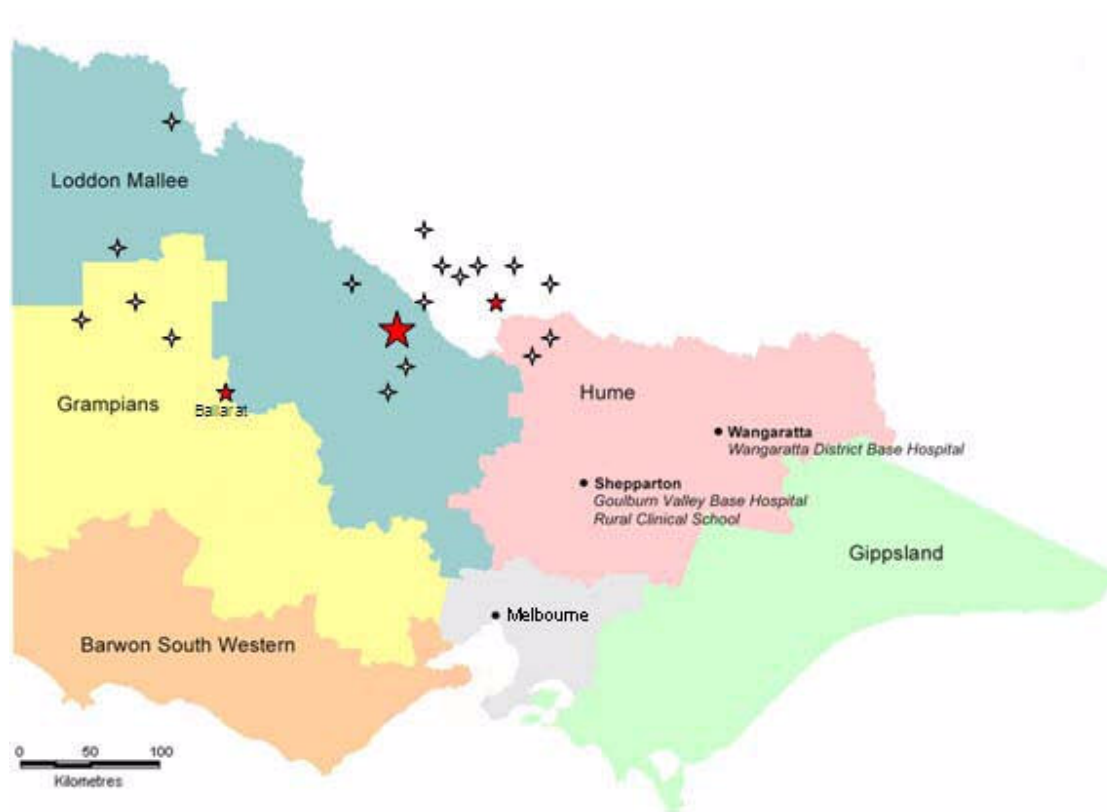 Loddon Mallee
Grampians
Ballarat
Hume
Wangaratta
Wangaratta District Base Hospital
Shepparton
Goulburn Valley Base Hospital
Rural Clinical School
Gippsland
Melbourne
Barwon South Western
0 50 100
Kilometres